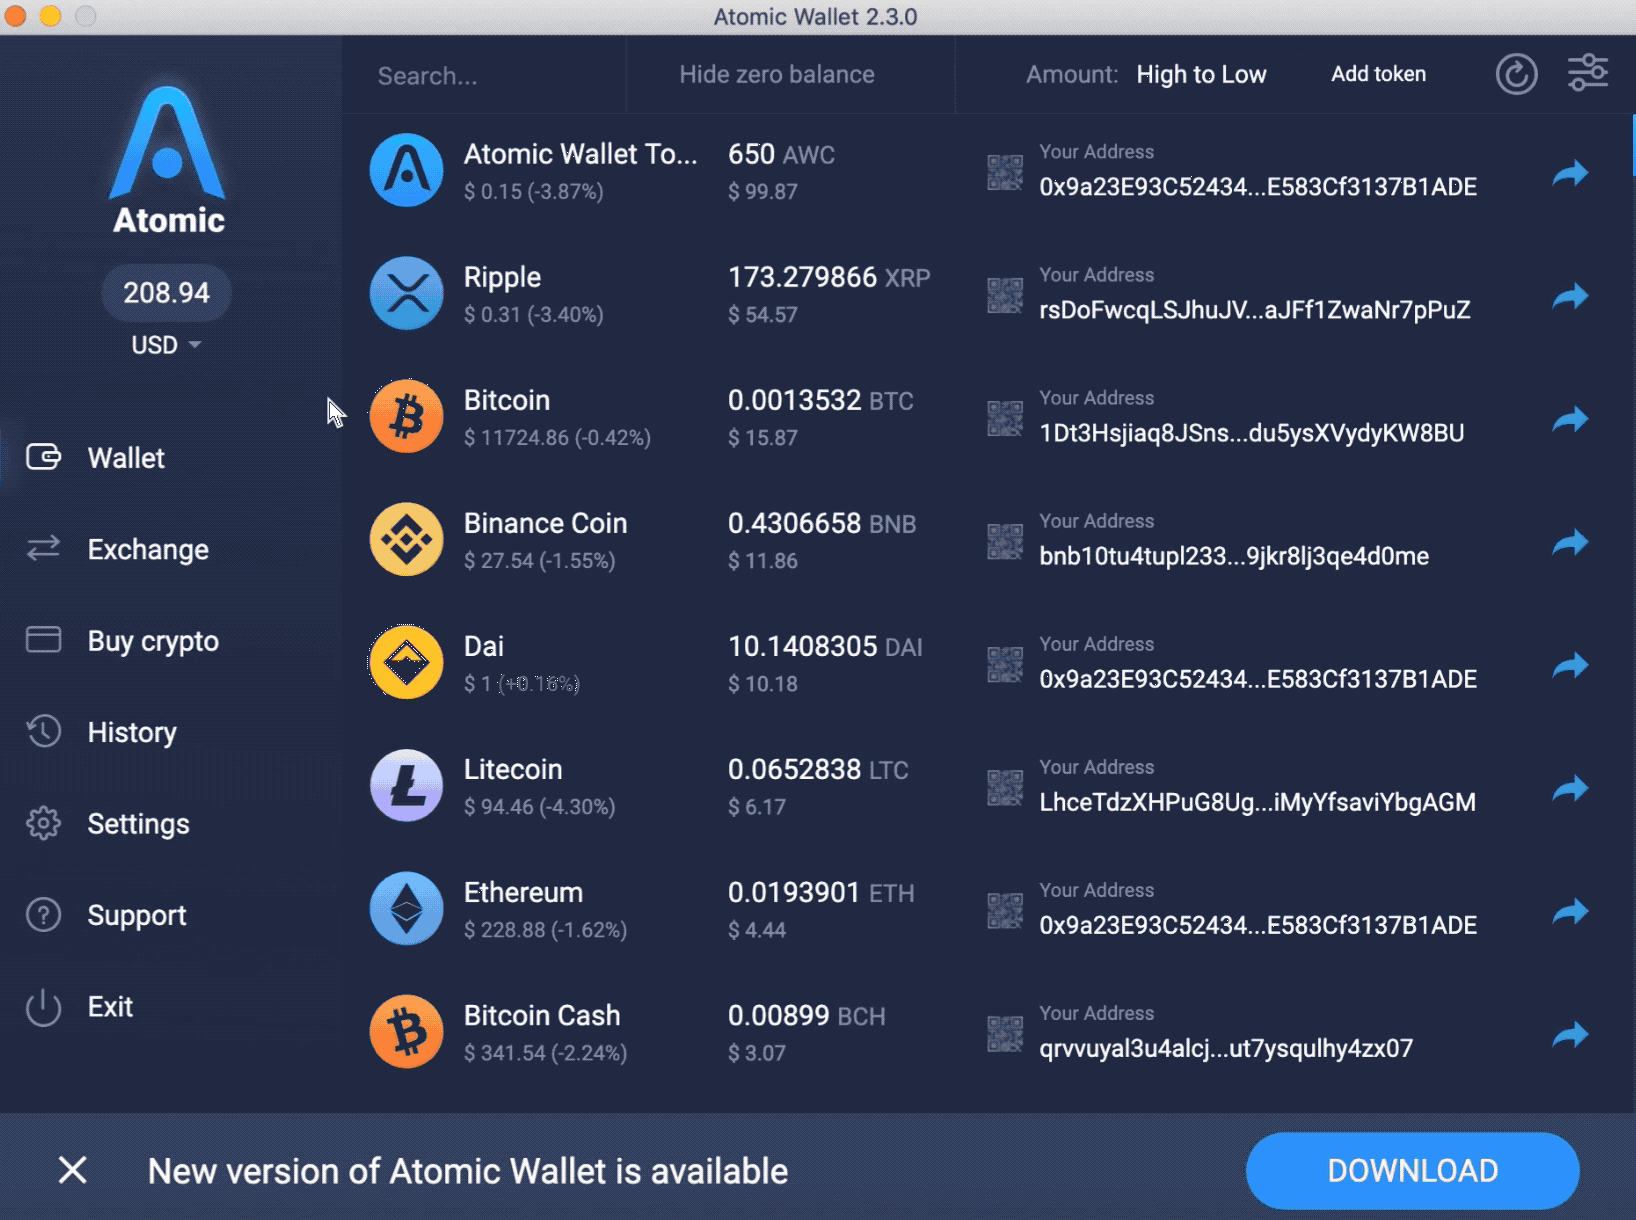 Atomic Wallet 2.3.0
Atomic
208.94
USD
Wallet
Exchange
Buy crypto
History
Settings
Support
Exit
Search...
Hide zero balance
Amount: High to Low
Add token
Atomic Wallet To...
$ 0.15 (-3.87%)
650 AWC
$ 99.87
Your Address
0x9a23E93C52434...E583Cf3137B1ADE
Ripple
$ 0.31 (-3.40%)
173.279866 XRP
$ 54.57
Your Address
rsDoFwcqLSJhuJV...aJFf1ZwaNr7pPuZ
Bitcoin
$ 11724.86 (-0.42%)
0.0013532 BTC
$ 15.87
Your Address
1Dt3Hsjiaq8JSns...du5ysXVydyKW8BU
Binance Coin
$ 27.54 (-1.55%)
0.4306658 BNB
$ 11.86
Your Address
bnb10tu4tupl233...9jkr8lj3qe4d0me
Dai
$ 1 (+0.16%)
10.1408305 DAI
$ 10.18
Your Address
0x9a23E93C52434...E583Cf3137B1ADE
Litecoin
$ 94.46 (-4.30%)
0.0652838 LTC
$ 6.17
Your Address
LhceTdzXHPuG8Ug...iMyYfsaviYbgAGM
Ethereum
$ 228.88 (-1.62%)
0.0193901 ETH
$ 4.44
Your Address
0x9a23E93C52434...E583Cf3137B1ADE
Bitcoin Cash
$ 341.54 (-2.24%)
0.00899 BCH
$ 3.07
Your Address
qrvvuyal3u4alcj...ut7ysqulhy4zx07
New version of Atomic Wallet is available
DOWNLOAD